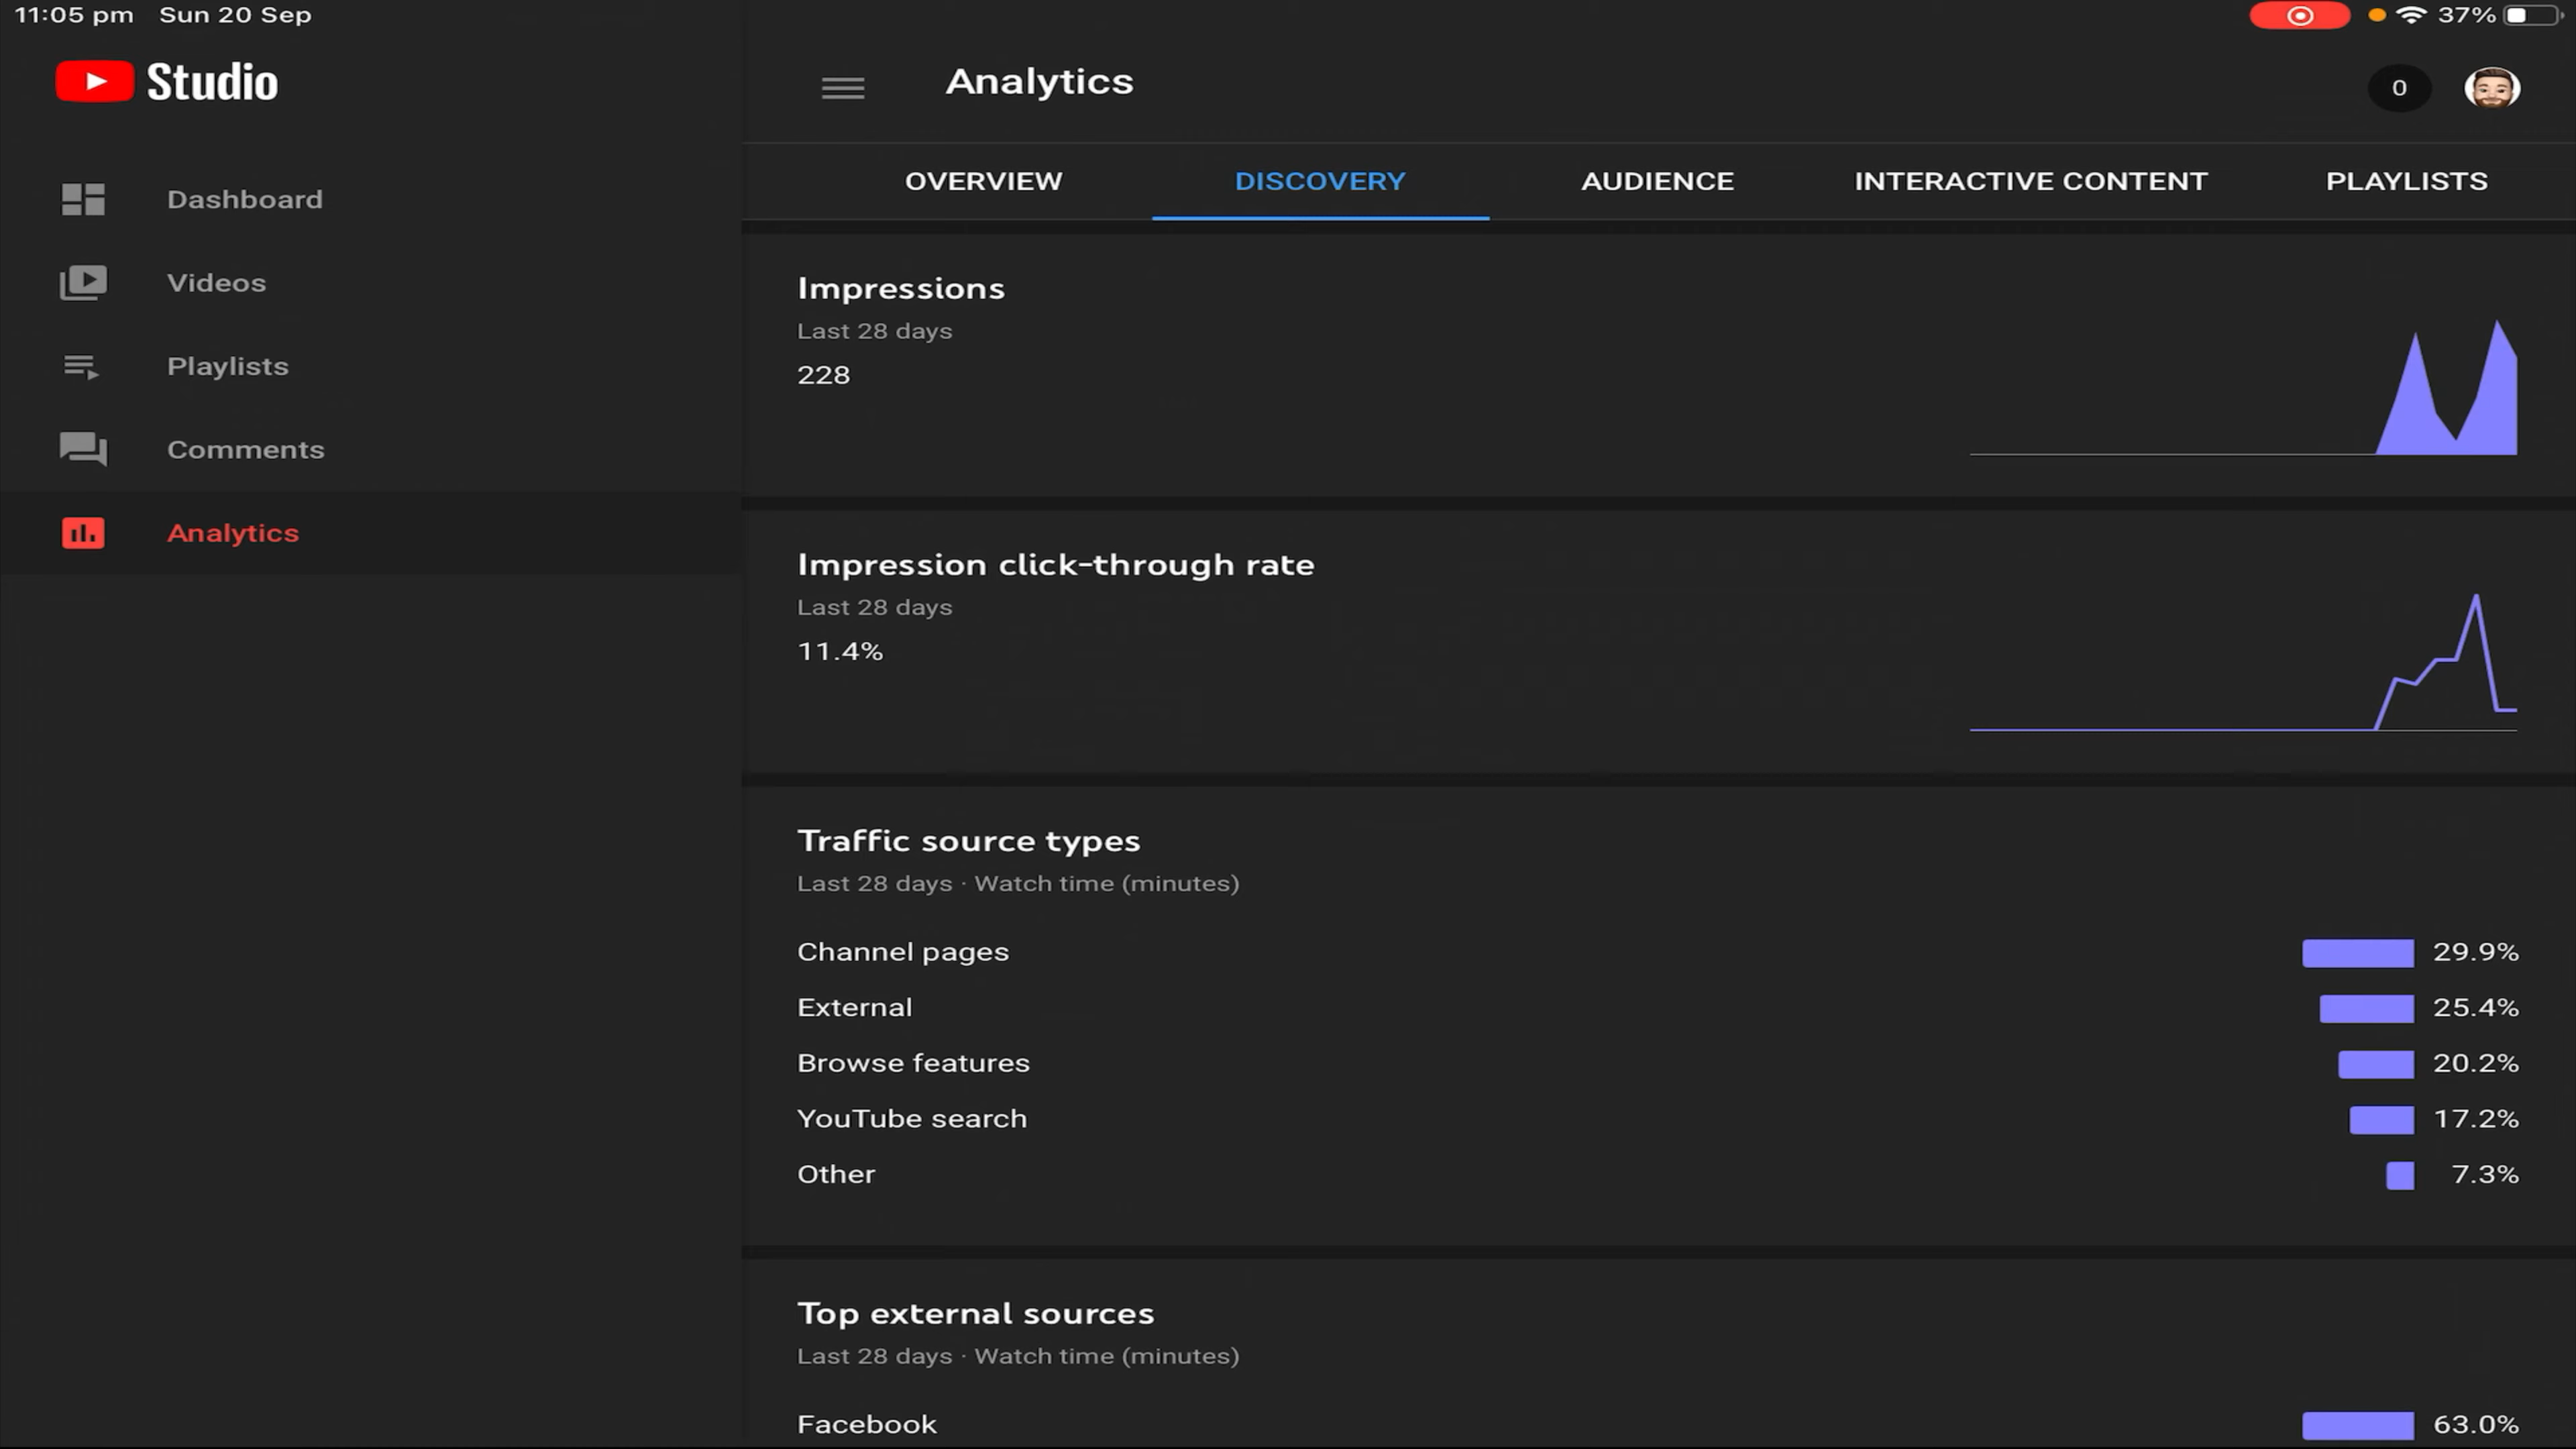 11:05 pm Sun 20 Sep
37%
Studio
Dashboard
Videos
Playlists
Comments
Analytics
Analytics
0
OVERVIEW DISCOVERY AUDIENCE INTERACTIVE CONTENT PLAYLISTS
Impressions
Last 28 days
228
Impression click-through rate
Last 28 days
11.4%
Traffic source types
Last 28 days · Watch time (minutes)
Channel pages 29.9%
External 25.4%
Browse features 20.2%
YouTube search 17.2%
Other 7.3%
Top external sources
Last 28 days · Watch time (minutes)
Facebook 63.0%